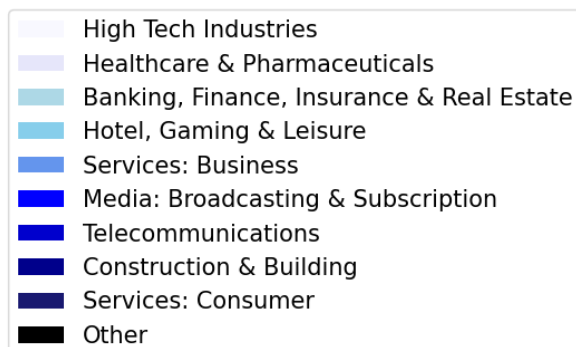 High Tech Industries
Healthcare & Pharmaceuticals
Banking, Finance, Insurance & Real Estate
Hotel, Gaming & Leisure
Services: Business
Media: Broadcasting & Subscription
Telecommunications
Construction & Building
Services: Consumer
Other